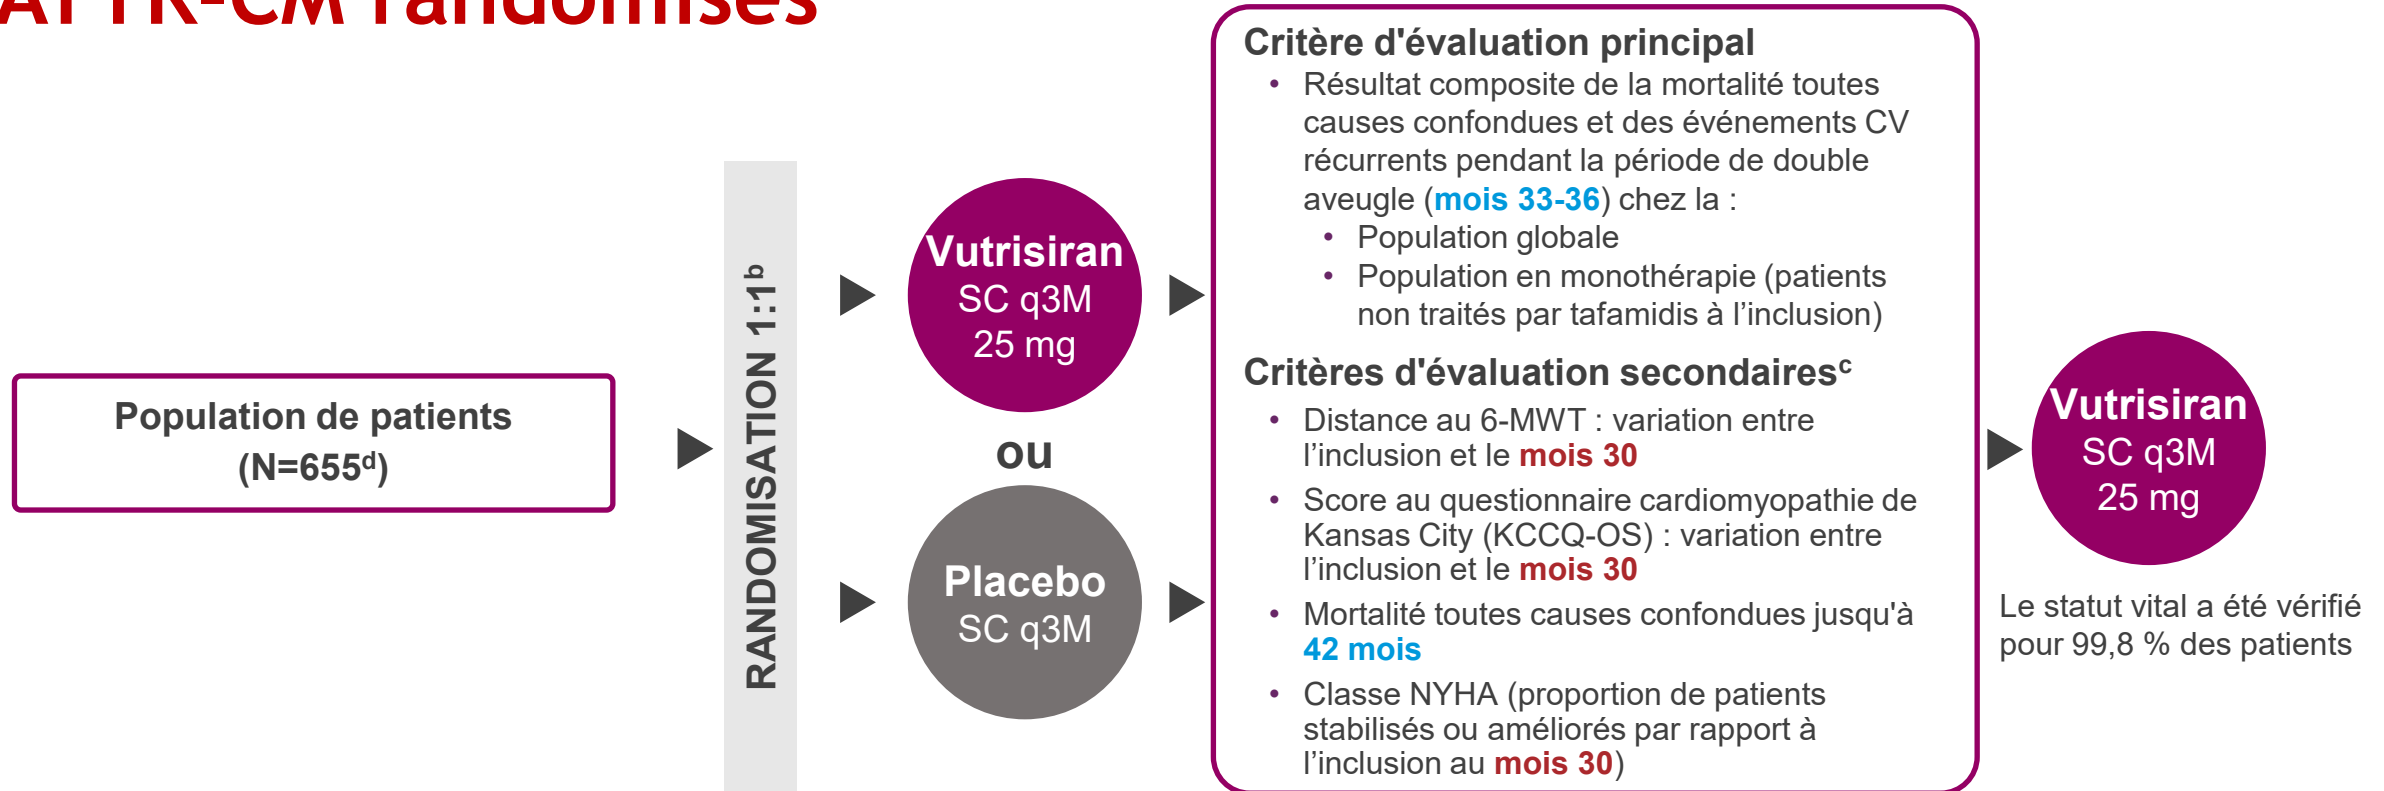 ATTR-CM randomisés
Population de patients
(N=655ᵈ)
RANDOMISATION 1:1ᵇ
Vutrisiran
SC q3M
25 mg
ou
Placebo
SC q3M
Critère d'évaluation principal
• Résultat composite de la mortalité toutes
causes confondues et des événements CV
récurrents pendant la période de double
aveugle (mois 33-36) chez la :
• Population globale
• Population en monothérapie (patients
non traités par tafamidis à l’inclusion)
Critères d'évaluation secondairesᶜ
• Distance au 6-MWT : variation entre
l’inclusion et le mois 30
• Score au questionnaire cardiomyopathie de
Kansas City (KCCQ-OS) : variation entre
l’inclusion et le mois 30
• Mortalité toutes causes confondues jusqu'à
42 mois
• Classe NYHA (proportion de patients
stabilisés ou améliorés par rapport à
l’inclusion au mois 30)
Vutrisiran
SC q3M
25 mg
Le statut vital a été vérifié
pour 99,8 % des patients